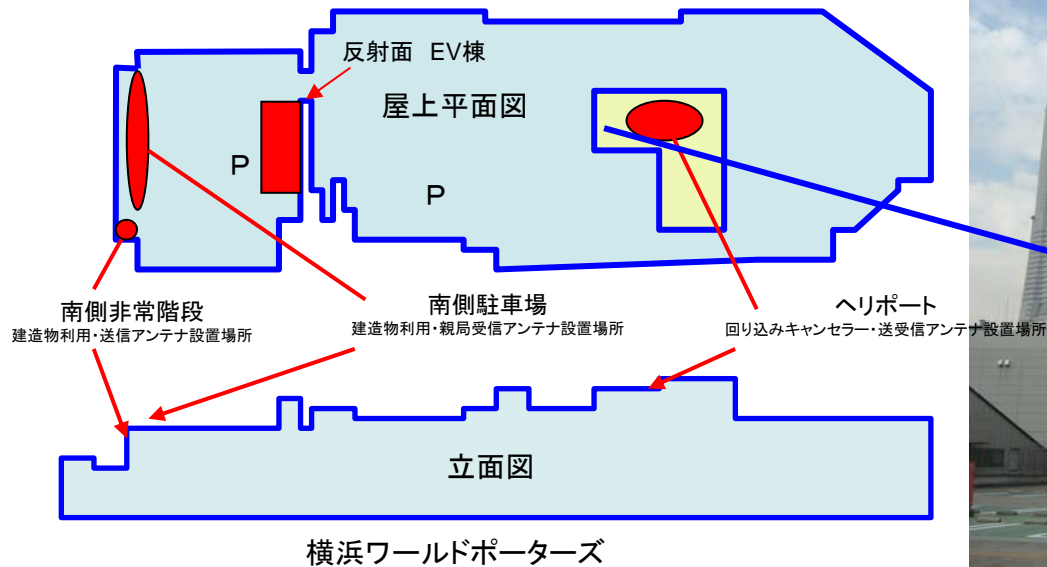 反射面　EV棟
屋上平面図
P
P
南側非常階段
建造物利用・送信アンテナ設置場所
南側駐車場
建造物利用・親局受信アンテナ設置場所
ヘリポート
回り込みキャンセラー・送受信アンテナ設置場所
立面図
横浜ワールドポーターズ